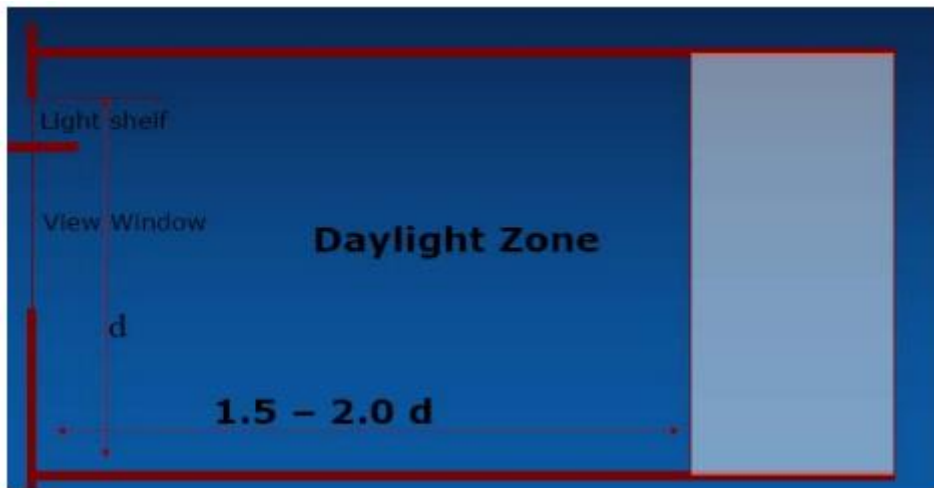 Light shelf
View Window
Daylight Zone
d
1.5 – 2.0 d